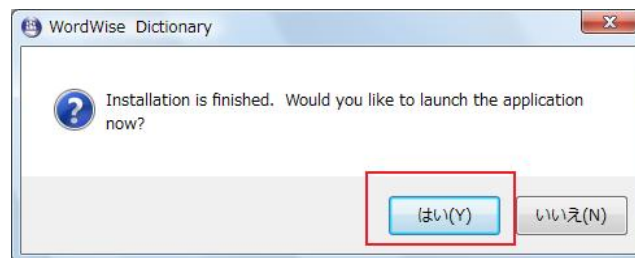 WordWise Dictionary
Installation is finished. Would you like to launch the application
now?
はい(Y)
いいえ(N)